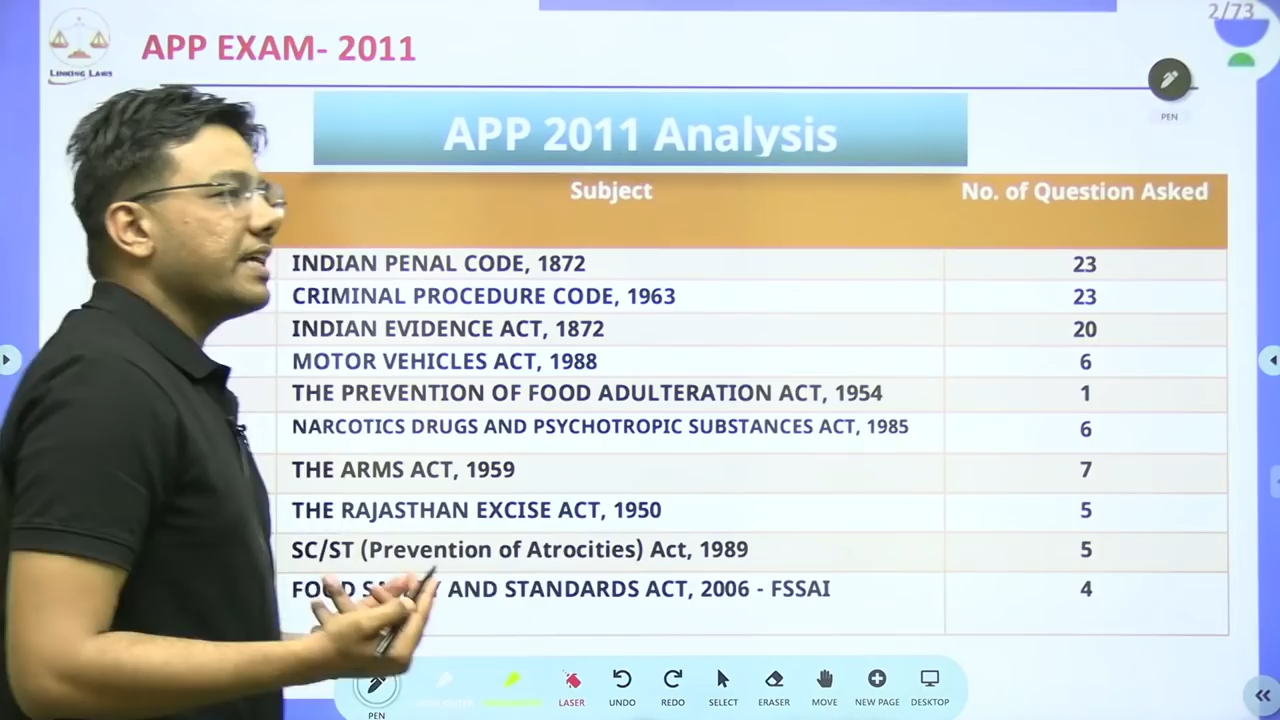 2/73
LINKING LAWS
APP EXAM- 2011
PEN
APP 2011 Analysis
Subject No. of Question Asked
INDIAN PENAL CODE, 1872 23
CRIMINAL PROCEDURE CODE, 1963 23
INDIAN EVIDENCE ACT, 1872 20
MOTOR VEHICLES ACT, 1988 6
THE PREVENTION OF FOOD ADULTERATION ACT, 1954 1
NARCOTICS DRUGS AND PSYCHOTROPIC SUBSTANCES ACT, 1985 6
THE ARMS ACT, 1959 7
THE RAJASTHAN EXCISE ACT, 1950 5
SC/ST (Prevention of Atrocities) Act, 1989 5
FOOD AND STANDARDS ACT, 2006 - FSSAI 4
PEN LASER UNDO REDO SELECT ERASER MOVE NEW PAGE DESKTOP